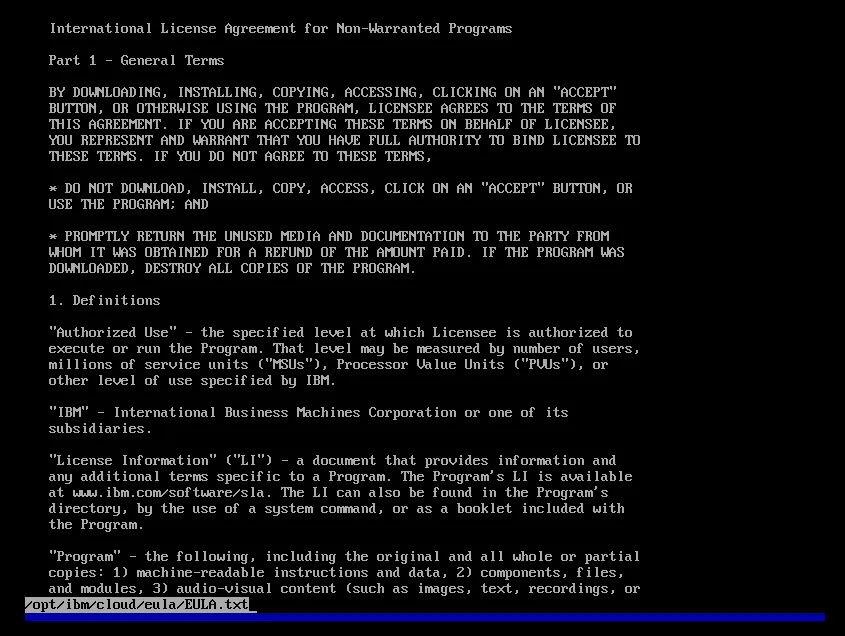 International License Agreement for Non-Warranted Programs
Part 1 - General Terms
BY DOWNLOADING, INSTALLING, COPYING, ACCESSING, CLICKING ON AN "ACCEPT"
BUTTON, OR OTHERWISE USING THE PROGRAM, LICENSEE AGREES TO THE TERMS OF
THIS AGREEMENT. IF YOU ARE ACCEPTING THESE TERMS ON BEHALF OF LICENSEE,
YOU REPRESENT AND WARRANT THAT YOU HAVE FULL AUTHORITY TO BIND LICENSEE TO
THESE TERMS. IF YOU DO NOT AGREE TO THESE TERMS,
* DO NOT DOWNLOAD, INSTALL, COPY, ACCESS, CLICK ON AN "ACCEPT" BUTTON, OR
USE THE PROGRAM; AND
* PROMPTLY RETURN THE UNUSED MEDIA AND DOCUMENTATION TO THE PARTY FROM
WHOM IT WAS OBTAINED FOR A REFUND OF THE AMOUNT PAID. IF THE PROGRAM WAS
DOWNLOADED, DESTROY ALL COPIES OF THE PROGRAM.
1. Definitions
"Authorized Use" - the specified level at which Licensee is authorized to
execute or run the Program. That level may be measured by number of users,
millions of service units ("MSUs"), Processor Value Units ("PVUs"), or
other level of use specified by IBM.
"IBM" - International Business Machines Corporation or one of its
subsidiaries.
"License Information" ("LI") - a document that provides information and
any additional terms specific to a Program. The Program's LI is available
at www.ibm.com/software/sla. The LI can also be found in the Program's
directory, by the use of a system command, or as a booklet included with
the Program.
"Program" - the following, including the original and all whole or partial
copies: 1) machine-readable instructions and data, 2) components, files,
and modules, 3) audio-visual content (such as images, text, recordings, or
/opt/ibm/cloud/eula/EULA.txt